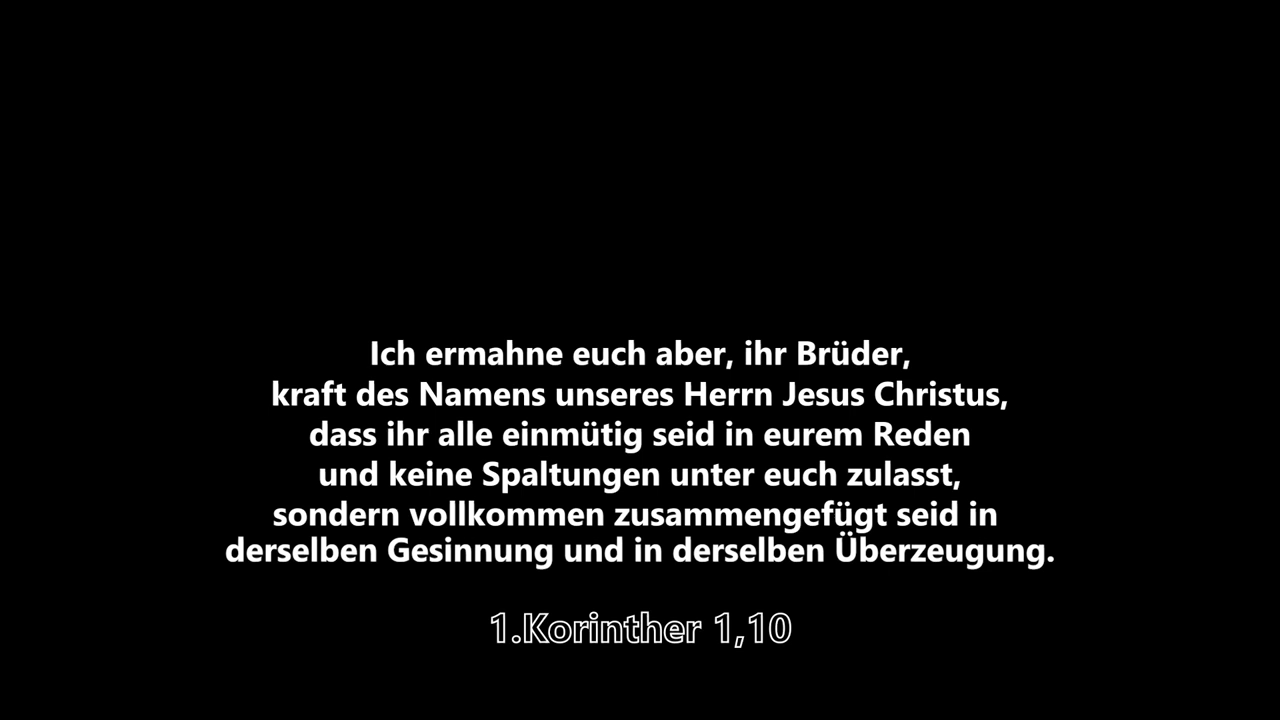 Ich ermahne euch aber, ihr Brüder,
kraft des Namens unseres Herrn Jesus Christus,
dass ihr alle einmütig seid in eurem Reden
und keine Spaltungen unter euch zulasst,
sondern vollkommen zusammengefügt seid in
derselben Gesinnung und in derselben Überzeugung.
1.Korinther 1,10